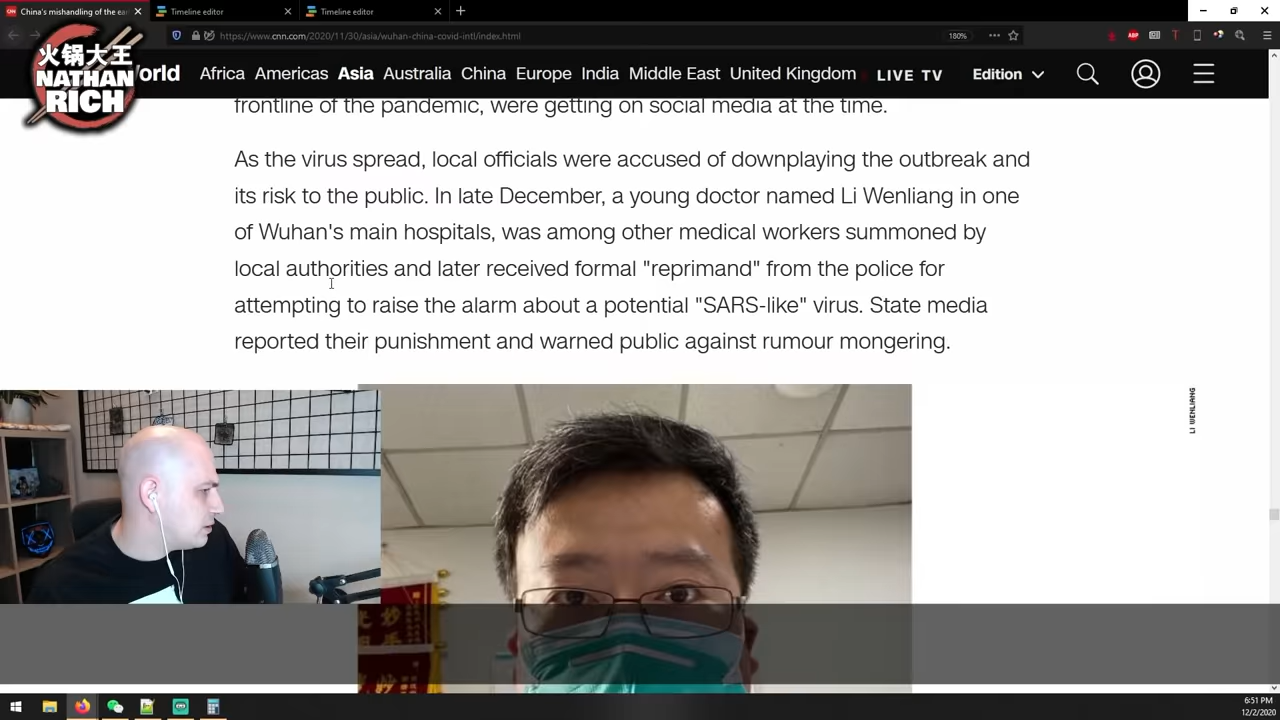 China's mishandling of the ea
Timeline editor
Timeline editor
https://www.cnn.com/2020/11/30/asia/wuhan-china-covid-intl/index.html
180%
火锅大王
NATHAN
RICH
orld
Africa Americas Asia Australia China Europe India Middle East United Kingdom
LIVE TV
Edition
frontline of the pandemic, were getting on social media at the time.
As the virus spread, local officials were accused of downplaying the outbreak and
its risk to the public. In late December, a young doctor named Li Wenliang in one
of Wuhan's main hospitals, was among other medical workers summoned by
local authorities and later received formal "reprimand" from the police for
attempting to raise the alarm about a potential "SARS-like" virus. State media
reported their punishment and warned public against rumour mongering.
LI WENLIANG
6:51 PM
12/2/2020